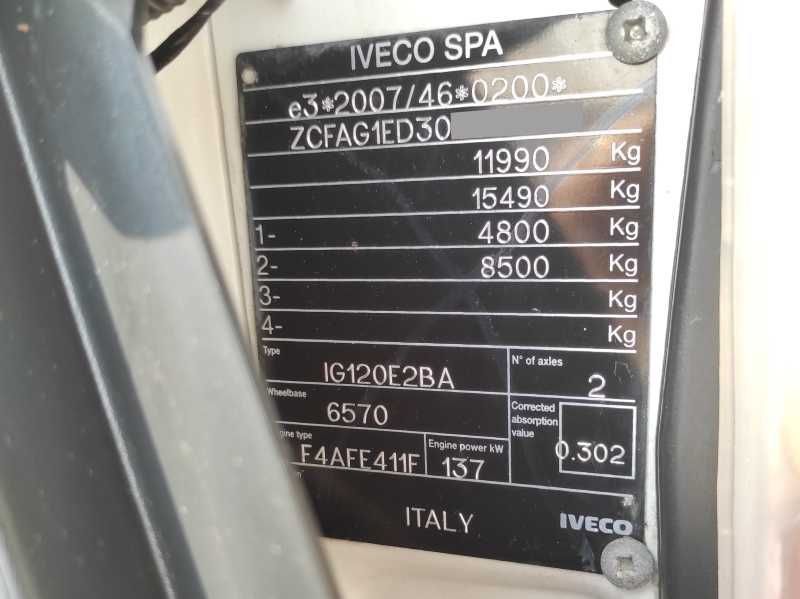 IVECO SPA
e3*2007/46*0200*
ZCFAG1ED30
11990 Kg
15490 Kg
1- 4800 Kg
2- 8500 Kg
3- Kg
4- Kg
Type
IG120E2BA
N° of axles
2
Wheelbase
6570
Corrected
absorption
value
0.302
type
F4AFE411F
Engine power kW
137
ITALY
IVECO